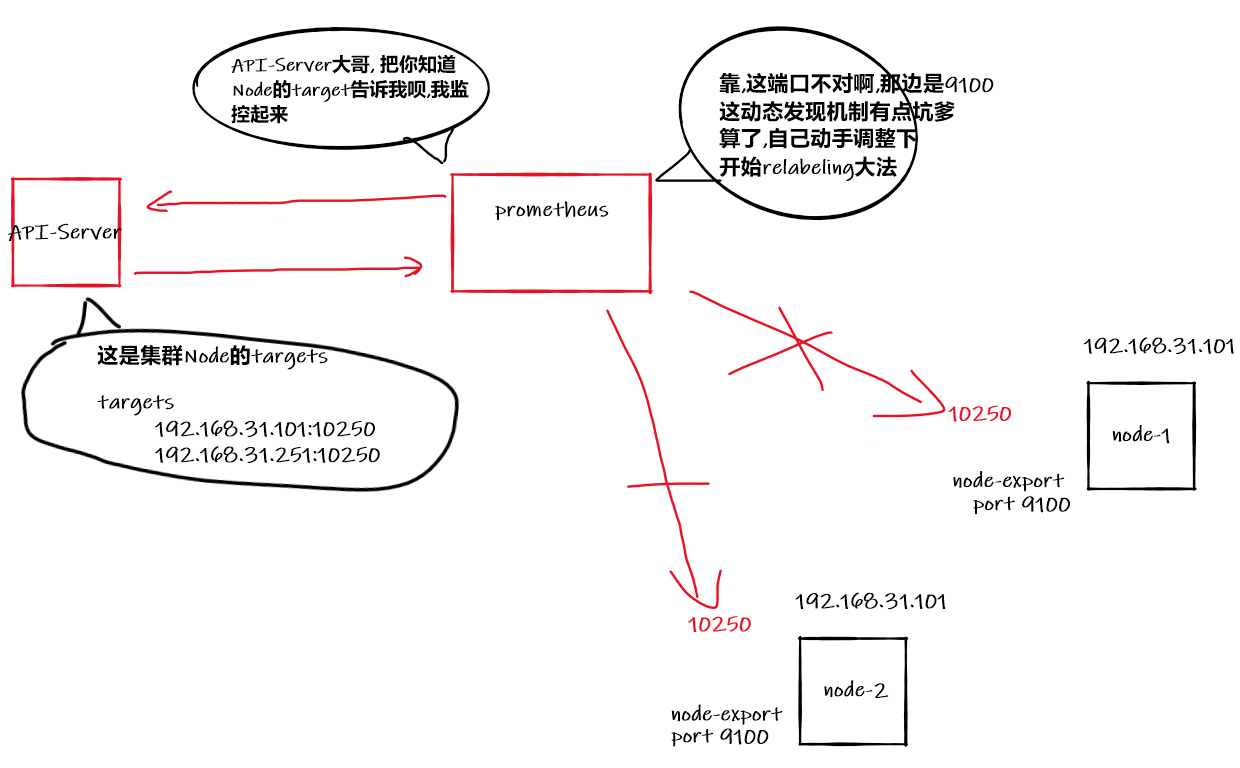 API-Server大哥, 把你知道
Node的target告诉我呗,我监
控起来
靠,这端口不对啊,那边是9100
这动态发现机制有点坑爹
算了,自己动手调整下
开始relabeling大法
prometheus
API-Server
这是集群Node的targets
targets
192.168.31.101:10250
192.168.31.251:10250
192.168.31.101
10250
node-1
node-export
port 9100
192.168.31.101
10250
node-2
node-export
port 9100